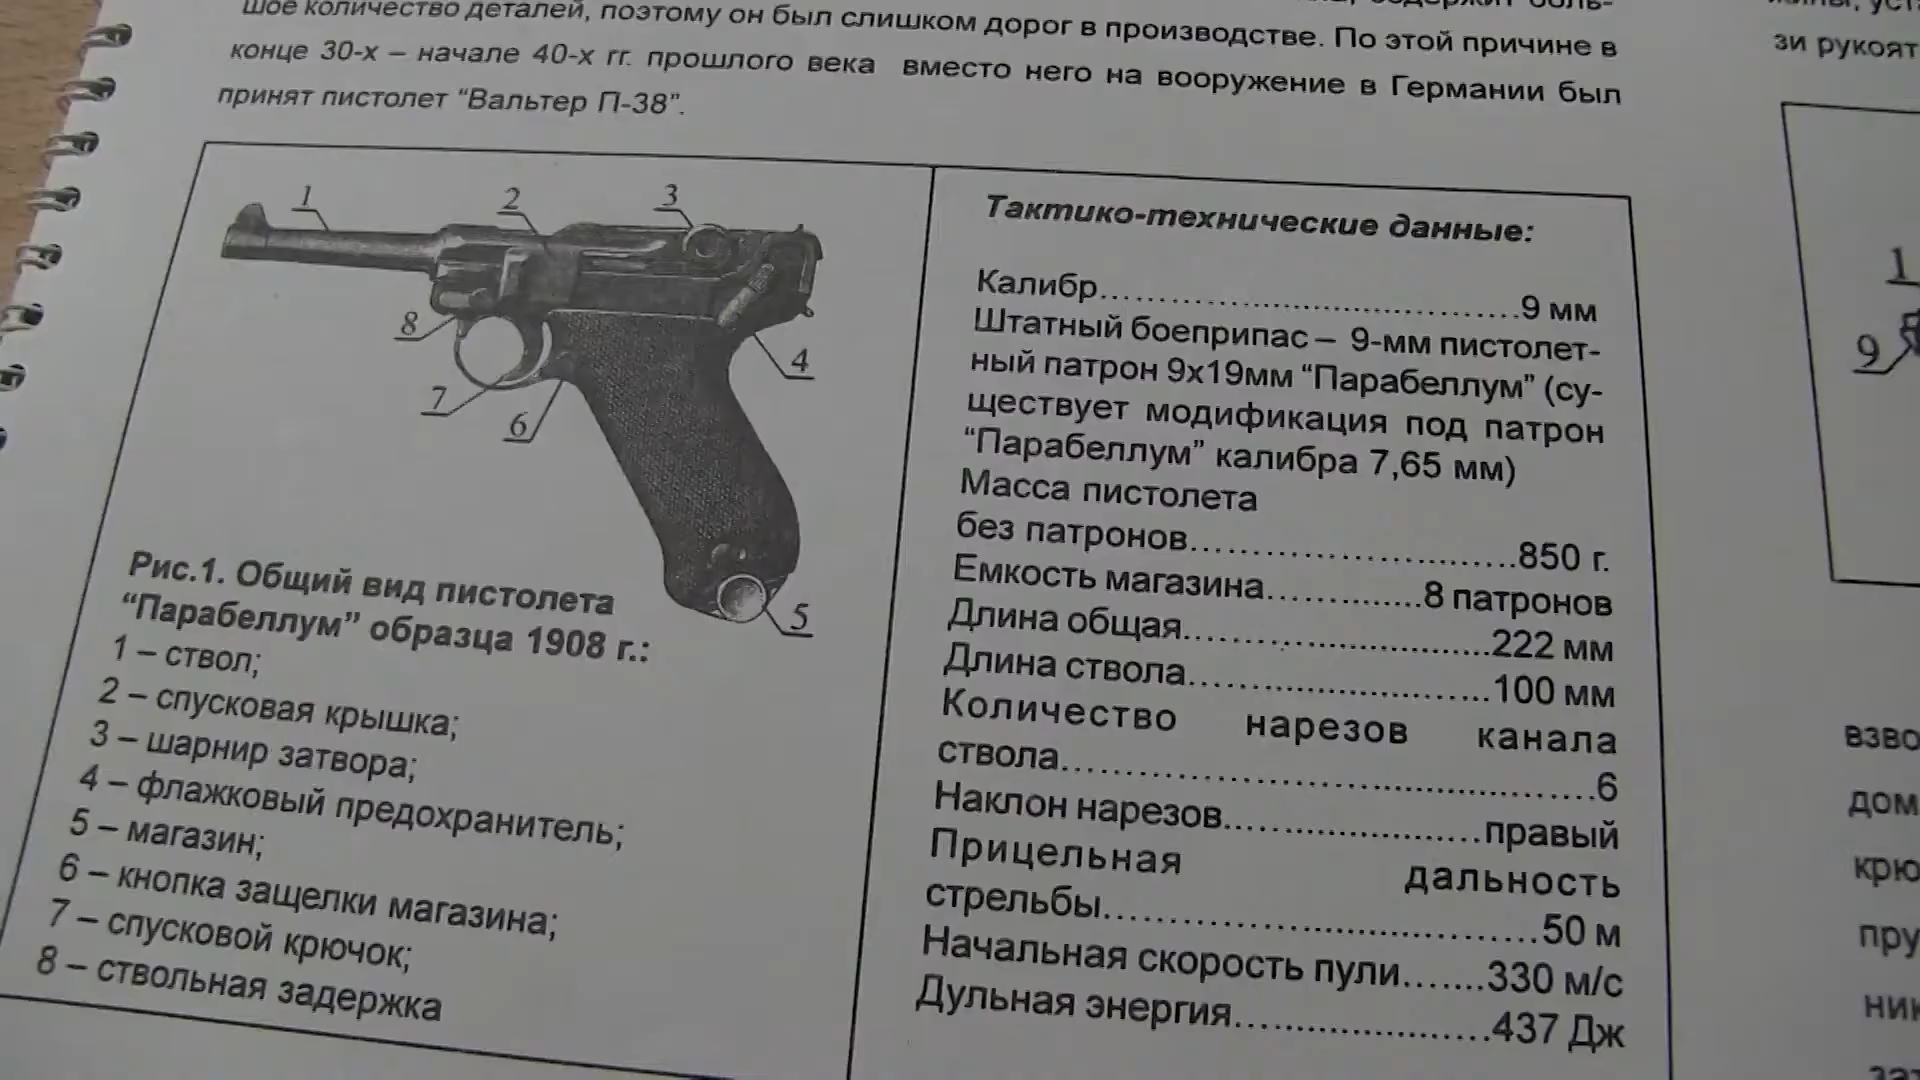 шое количество деталей, поэтому он был слишком дорог в производстве. По этой причине в
конце 30-х – начале 40-х гг. прошлого века вместо него на вооружение в Германии был
принят пистолет “Вальтер П-38”.
1
2
3
8
4
7
6
5
Рис.1. Общий вид пистолета
“Парабеллум” образца 1908 г.:
1 – ствол;
2 – спусковая крышка;
3 – шарнир затвора;
4 – флажковый предохранитель;
5 – магазин;
6 – кнопка защелки магазина;
7 – спусковой крючок;
8 – ствольная задержка
Тактико-технические данные:
Калибр.......................................9 мм
Штатный боеприпас – 9-мм пистолет-
ный патрон 9х19мм “Парабеллум” (су-
ществует модификация под патрон
“Парабеллум” калибра 7,65 мм)
Масса пистолета
без патронов..............................850 г.
Емкость магазина..............8 патронов
Длина общая............................222 мм
Длина ствола............................100 мм
Количество нарезов канала
ствола.................................................6
Наклон нарезов.......................правый
Прицельная дальность
стрельбы.......................................50 м
Начальная скорость пули.......330 м/с
Дульная энергия.......................437 Дж
зи рукоят
1
9
взво
дом
крю
пру
ник